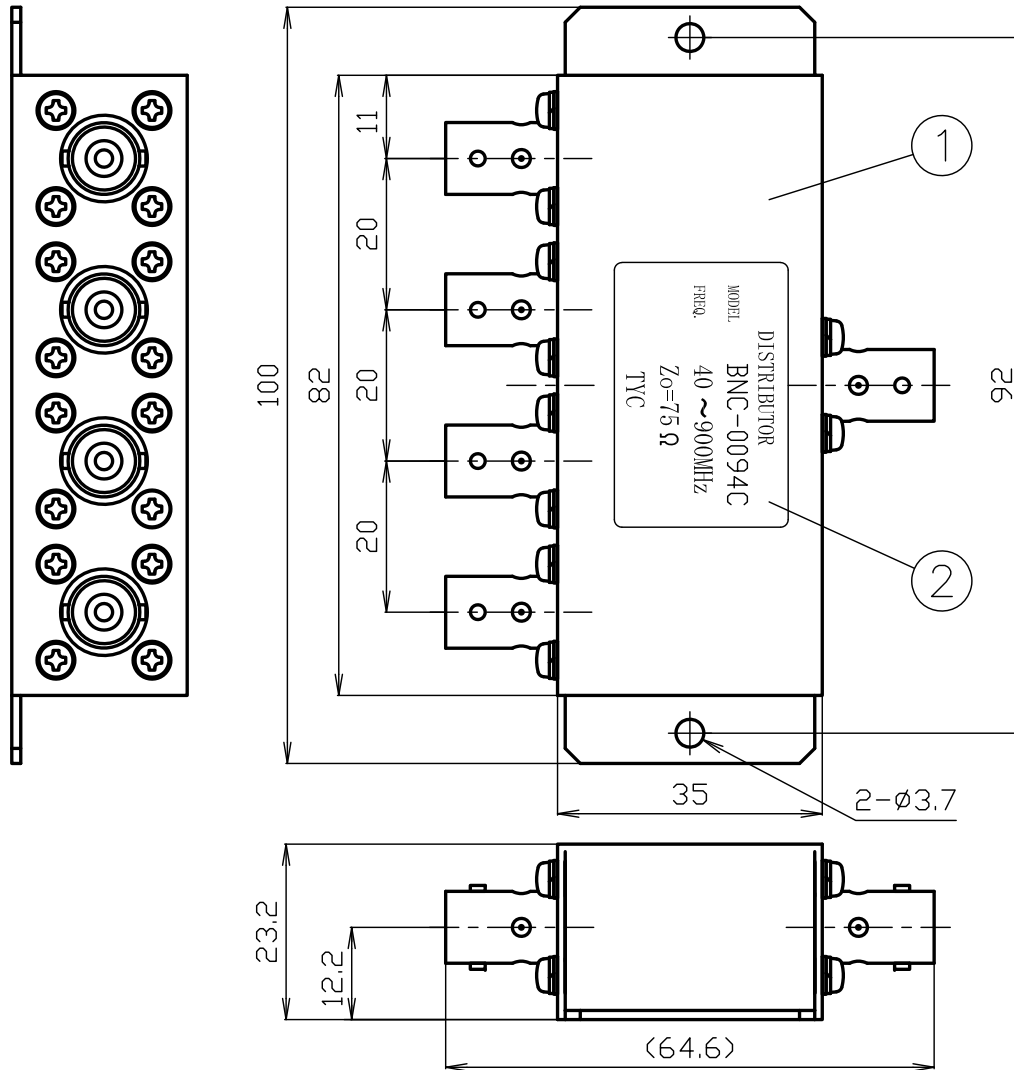 11
20
20
20
100
82
92
1
2
MODEL
FREQ.
DISTRIBUTOR
BNC-0094C
40 ~900MHz
Zo=75Ω
TYC
35
2-ø3.7
23.2
12.2
(64.6)